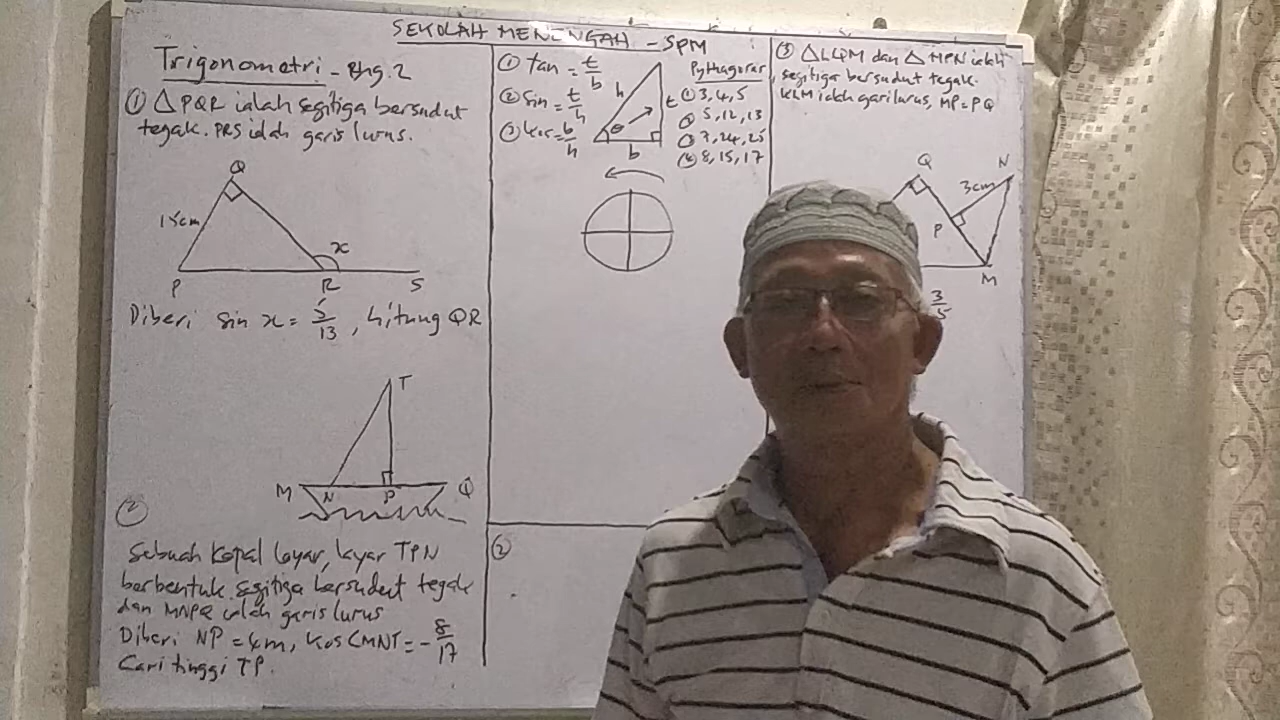 SEKOLAH MENENGAH - SPM
Trigonometri - Bhg. 2
① △PQR ialah segitiga bersudut
tegak. PRS ialah garis lurus.
Q
15cm
x
P
R
S
Diberi sin x = 5/13, hitung QR
T
M
N
P
Q
②
Sebuah kapal layar, layar TPN
berbentuk segitiga bersudut tegak
dan MNPQ ialah garis lurus
Diberi NP = 4m, kos<MNT = -8/17
Cari tinggi TP.
① tan = t/b
② sin = t/h
③ kos = b/h
h
θ
t
b
Pythagoras
① 3, 4, 5
② 5, 12, 13
③ 7, 24, 25
④ 8, 15, 17
②
③ △LQM dan △MPN ialah
segitiga bersudut tegak.
KLM ialah garis lurus, MP = PQ
Q
N
3cm
P
M
3/5